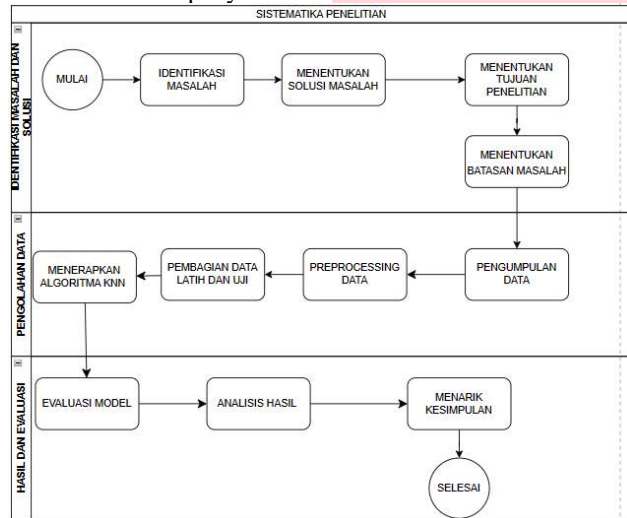 SISTEMATIKA PENELITIAN
IDENTIFIKASI MASALAH DAN
SOLUSI
MULAI
IDENTIFIKASI
MASALAH
MENENTUKAN
SOLUSI MASALAH
MENENTUKAN
TUJUAN
PENELITIAN
MENENTUKAN
BATASAN MASALAH
PENGOLAHAN DATA
MENERAPKAN
ALGORITMA KNN
PEMBAGIAN DATA
LATIH DAN UJI
PREPROCESSING
DATA
PENGUMPULAN
DATA
HASIL DAN EVALUASI
EVALUASI MODEL
ANALISIS HASIL
MENARIK
KESIMPULAN
SELESAI